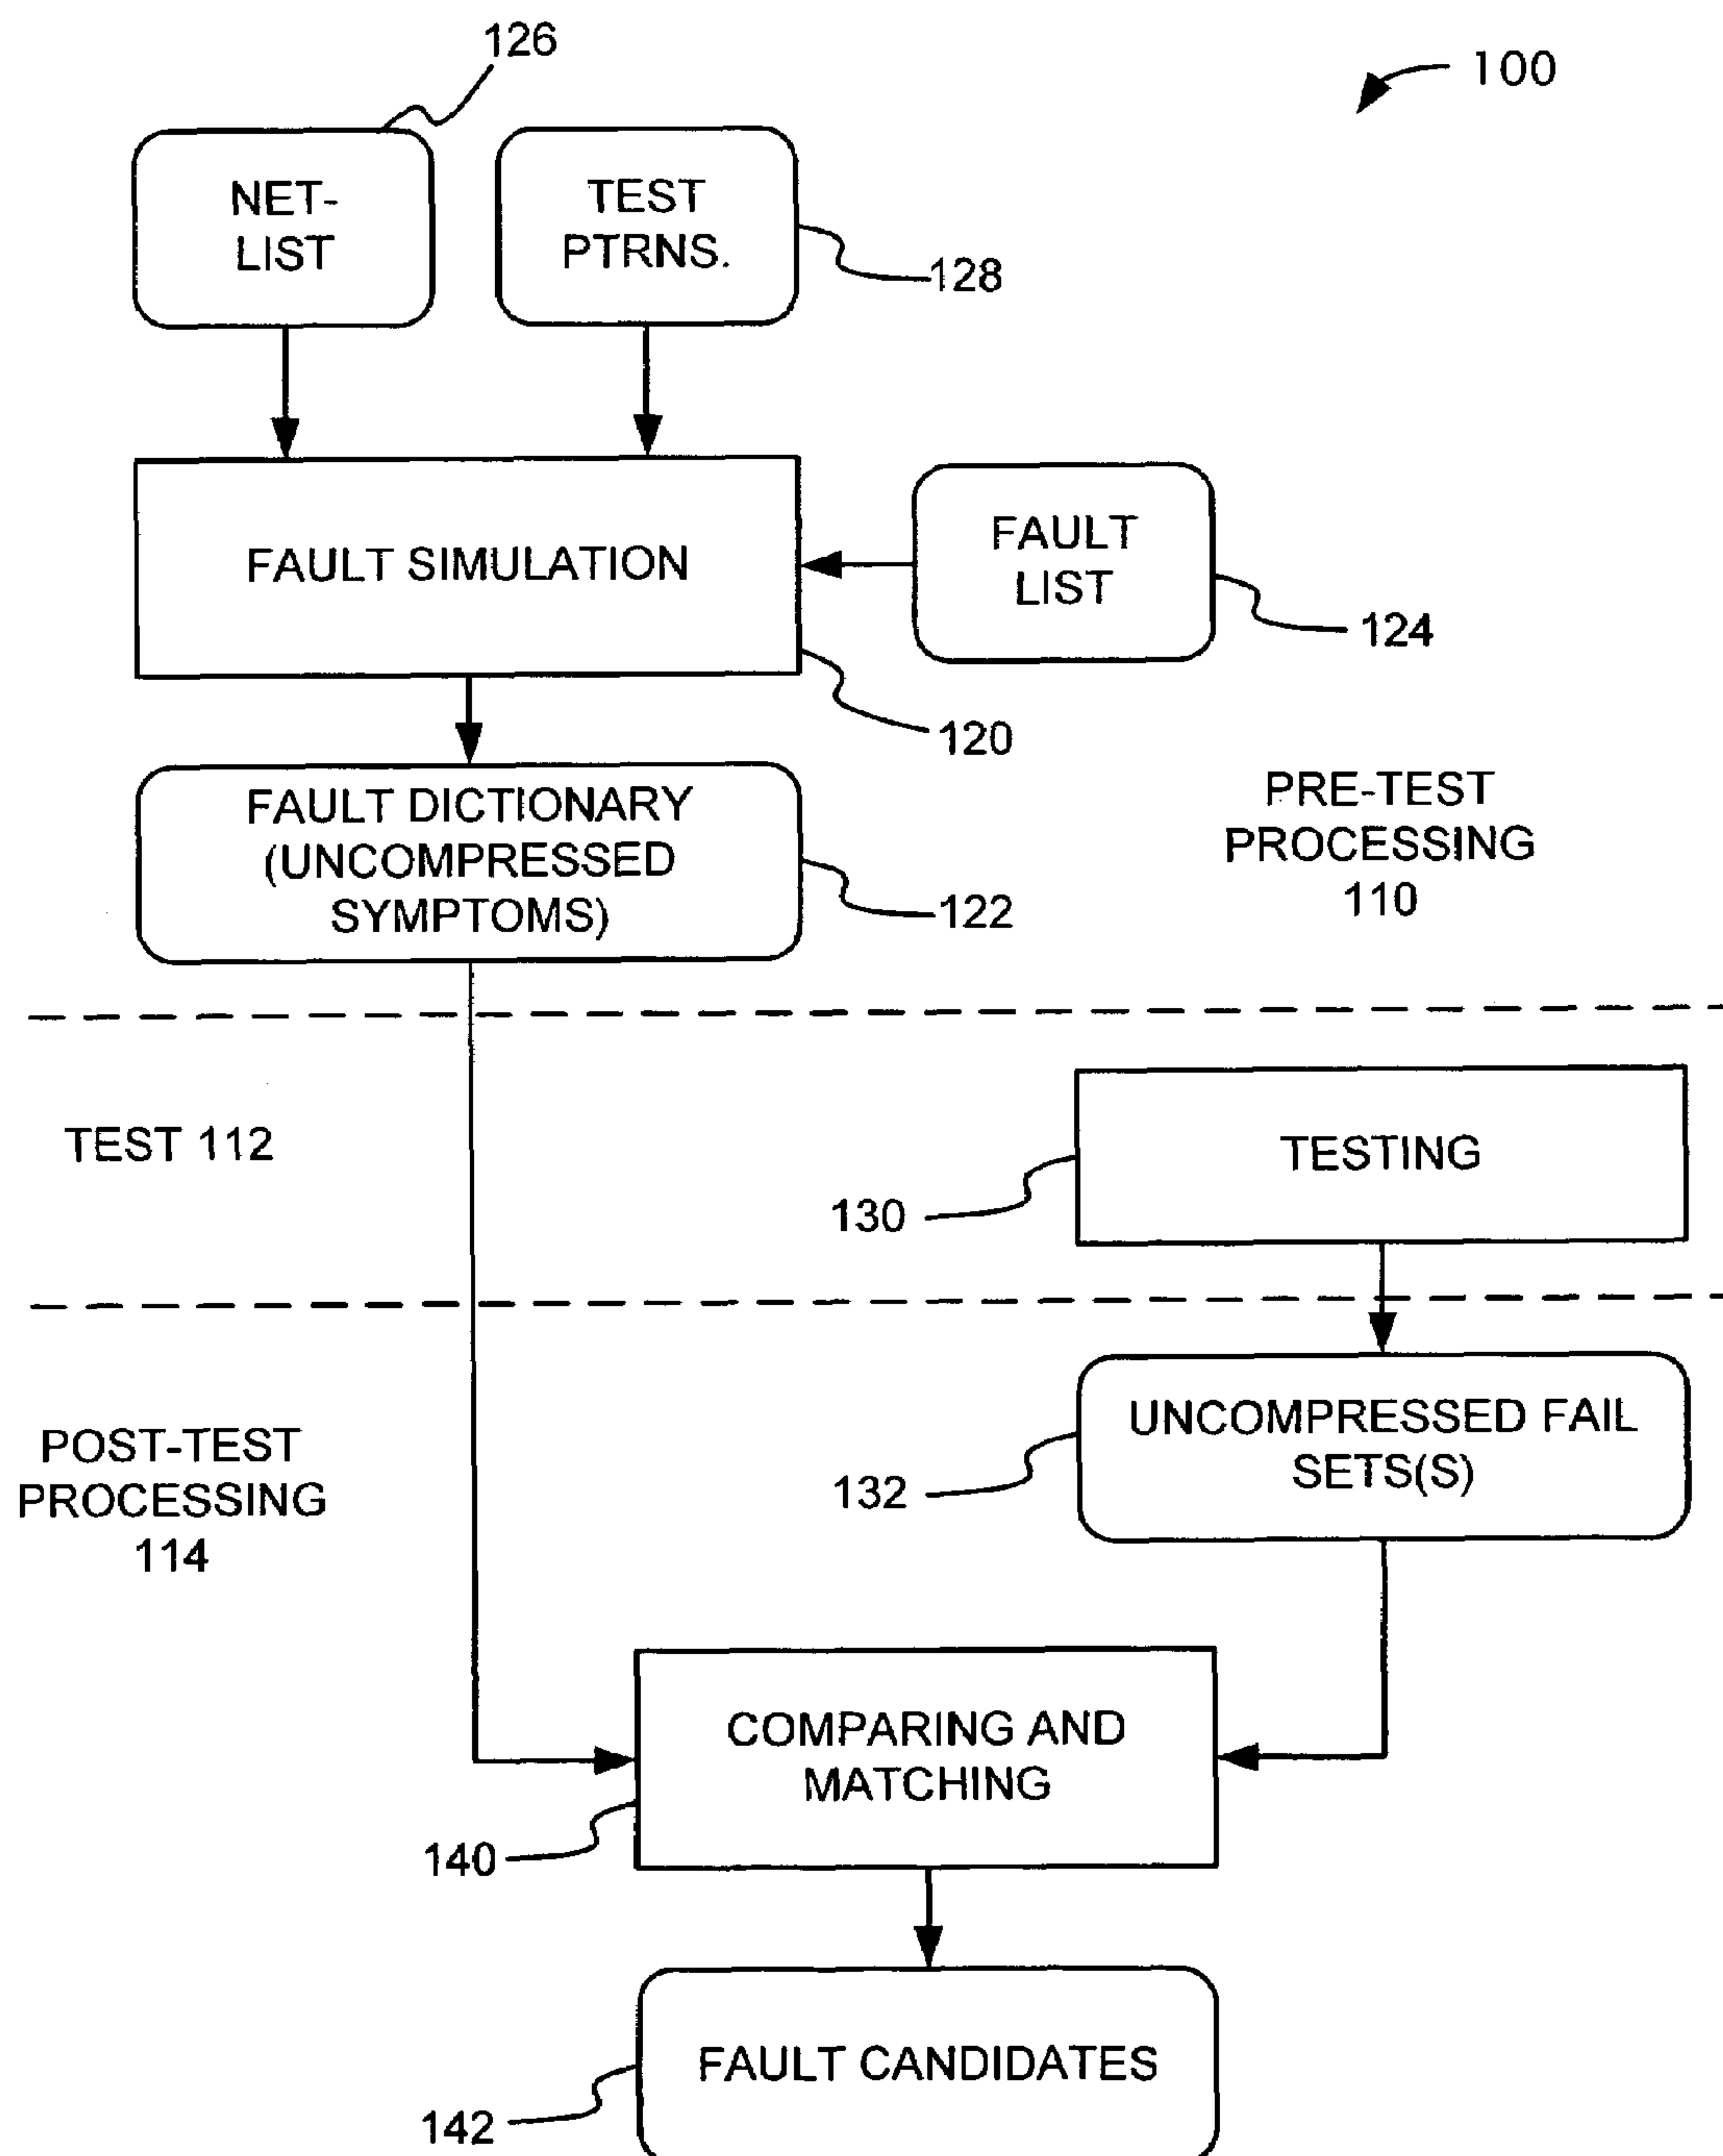 126
100
NET-
LIST
TEST
PTRNS.
128
FAULT SIMULATION
FAULT
LIST
124
120
FAULT DICTIONARY
(UNCOMPRESSED
SYMPTOMS)
122
PRE-TEST
PROCESSING
110
TEST 112
TESTING
130
UNCOMPRESSED FAIL
SETS(S)
132
POST-TEST
PROCESSING
114
COMPARING AND
MATCHING
140
FAULT CANDIDATES
142